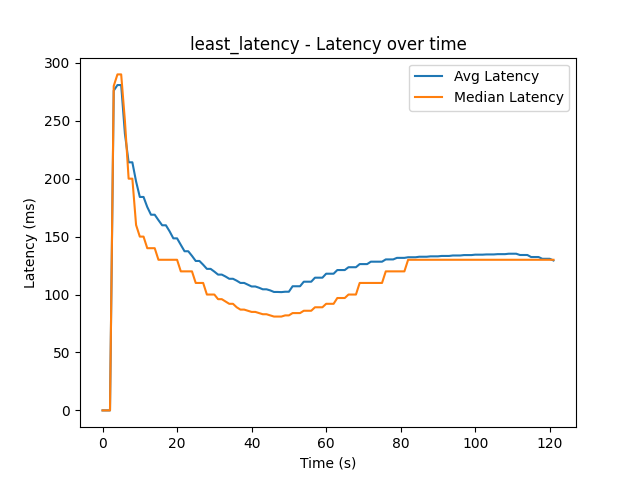 least_latency - Latency over time
Avg Latency
Median Latency
300
250
200
150
100
50
0
Latency (ms)
0 20 40 60 80 100 120
Time (s)